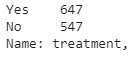 Yes    647
No     547
Name: treatment,